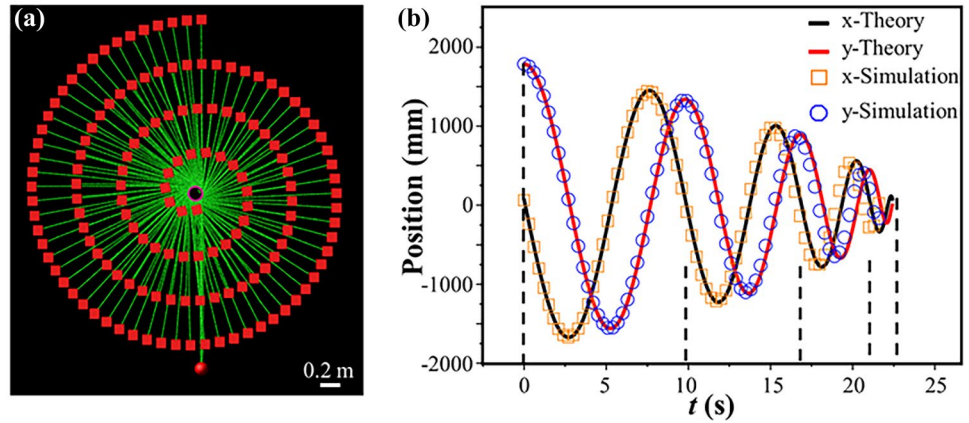 (a)
0.2 m
(b)
x-Theory
y-Theory
x-Simulation
y-Simulation
Position (mm)
2000
1000
0
-1000
-2000
0 5 10 15 20 25
t (s)